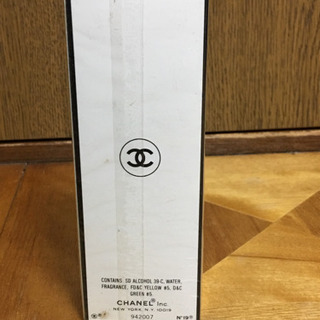 CONTAINS: SD ALCOHOL 39-C, WATER,
FRAGRANCE, FD&C YELLOW #5, D&C
GREEN #5
CHANEL Inc
NEW YORK, N.Y. 10019
942007 N°19